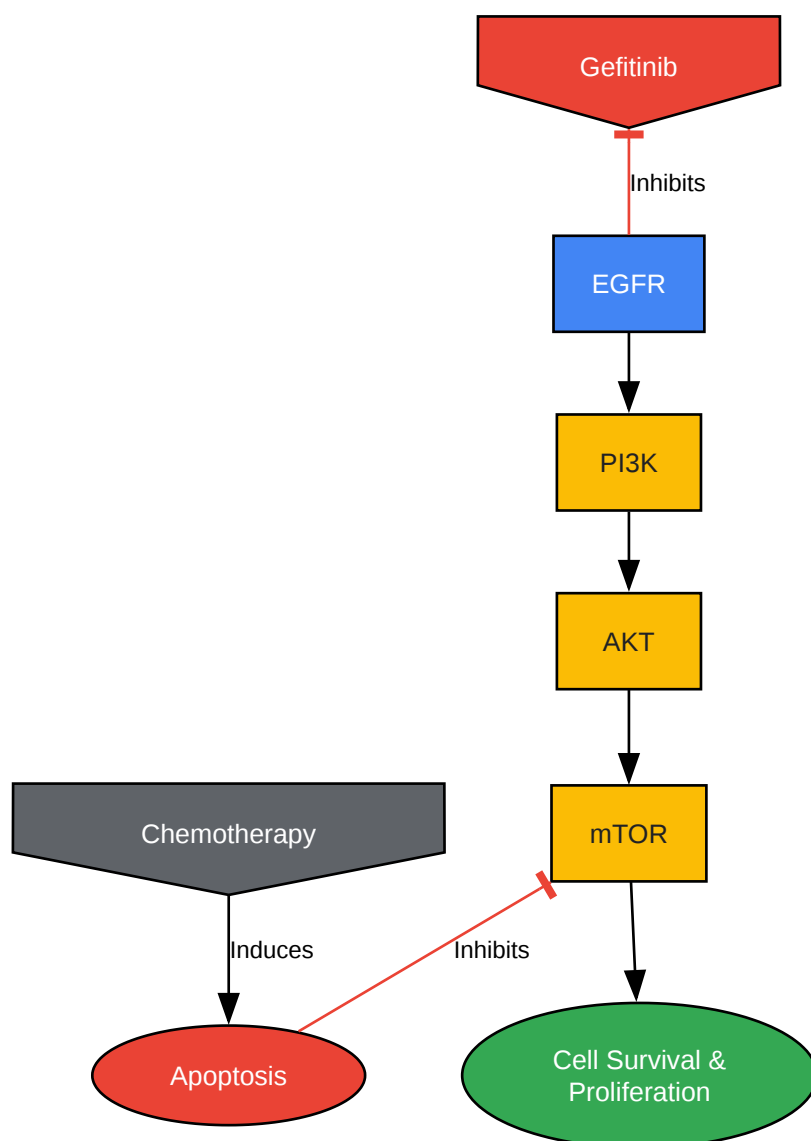 Gefitinib
Inhibits
EGFR
PI3K
AKT
mTOR
Chemotherapy
Induces
Inhibits
Apoptosis
Cell Survival &
Proliferation